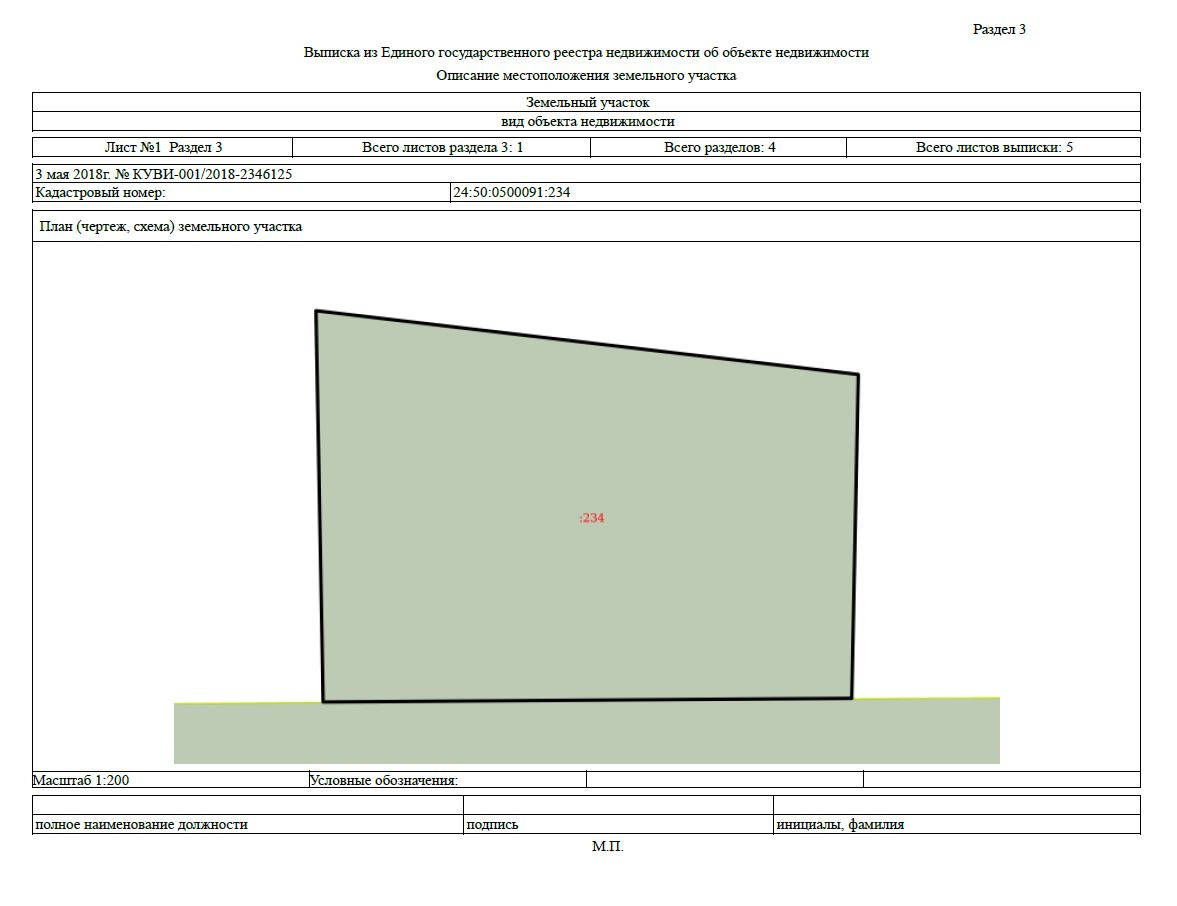 Раздел 3
Выписка из Единого государственного реестра недвижимости об объекте недвижимости
Описание местоположения земельного участка
Земельный участок
вид объекта недвижимости
Лист №1 Раздел 3 Всего листов раздела 3: 1 Всего разделов: 4 Всего листов выписки: 5
3 мая 2018г. № КУВИ-001/2018-2346125
Кадастровый номер: 24:50:0500091:234
План (чертеж, схема) земельного участка
:234
Масштаб 1:200 Условные обозначения:
полное наименование должности подпись инициалы, фамилия
М.П.